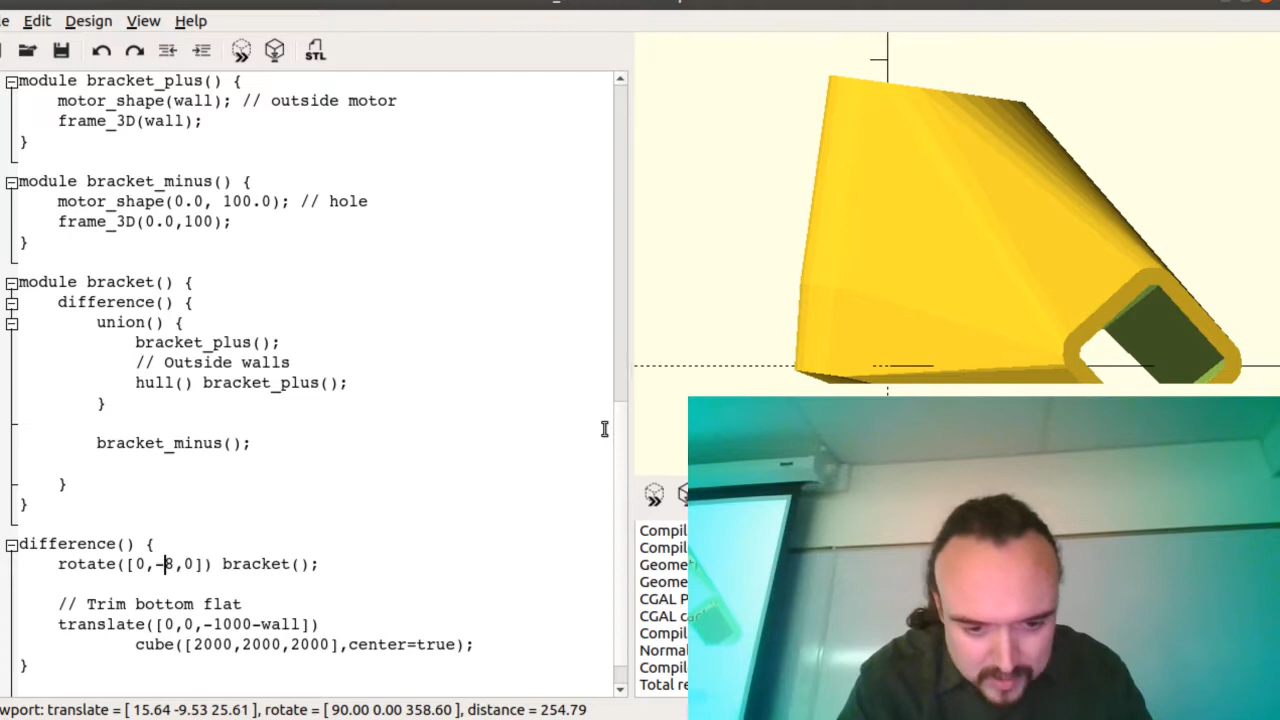 Edit Design View Help
STL
module bracket_plus() {
motor_shape(wall); // outside motor
frame_3D(wall);
}
module bracket_minus() {
motor_shape(0.0, 100.0); // hole
frame_3D(0.0,100);
}
module bracket() {
difference() {
union() {
bracket_plus();
// Outside walls
hull() bracket_plus();
}
bracket_minus();
}
}
difference() {
rotate([0,-8,0]) bracket();
// Trim bottom flat
translate([0,0,-1000-wall])
cube([2000,2000,2000],center=true);
}
Compil
Compil
Geome
Geome
CGAL P
CGAL c
Compil
Normal
Compil
Total re
wport: translate = [ 15.64 -9.53 25.61 ], rotate = [ 90.00 0.00 358.60 ], distance = 254.79